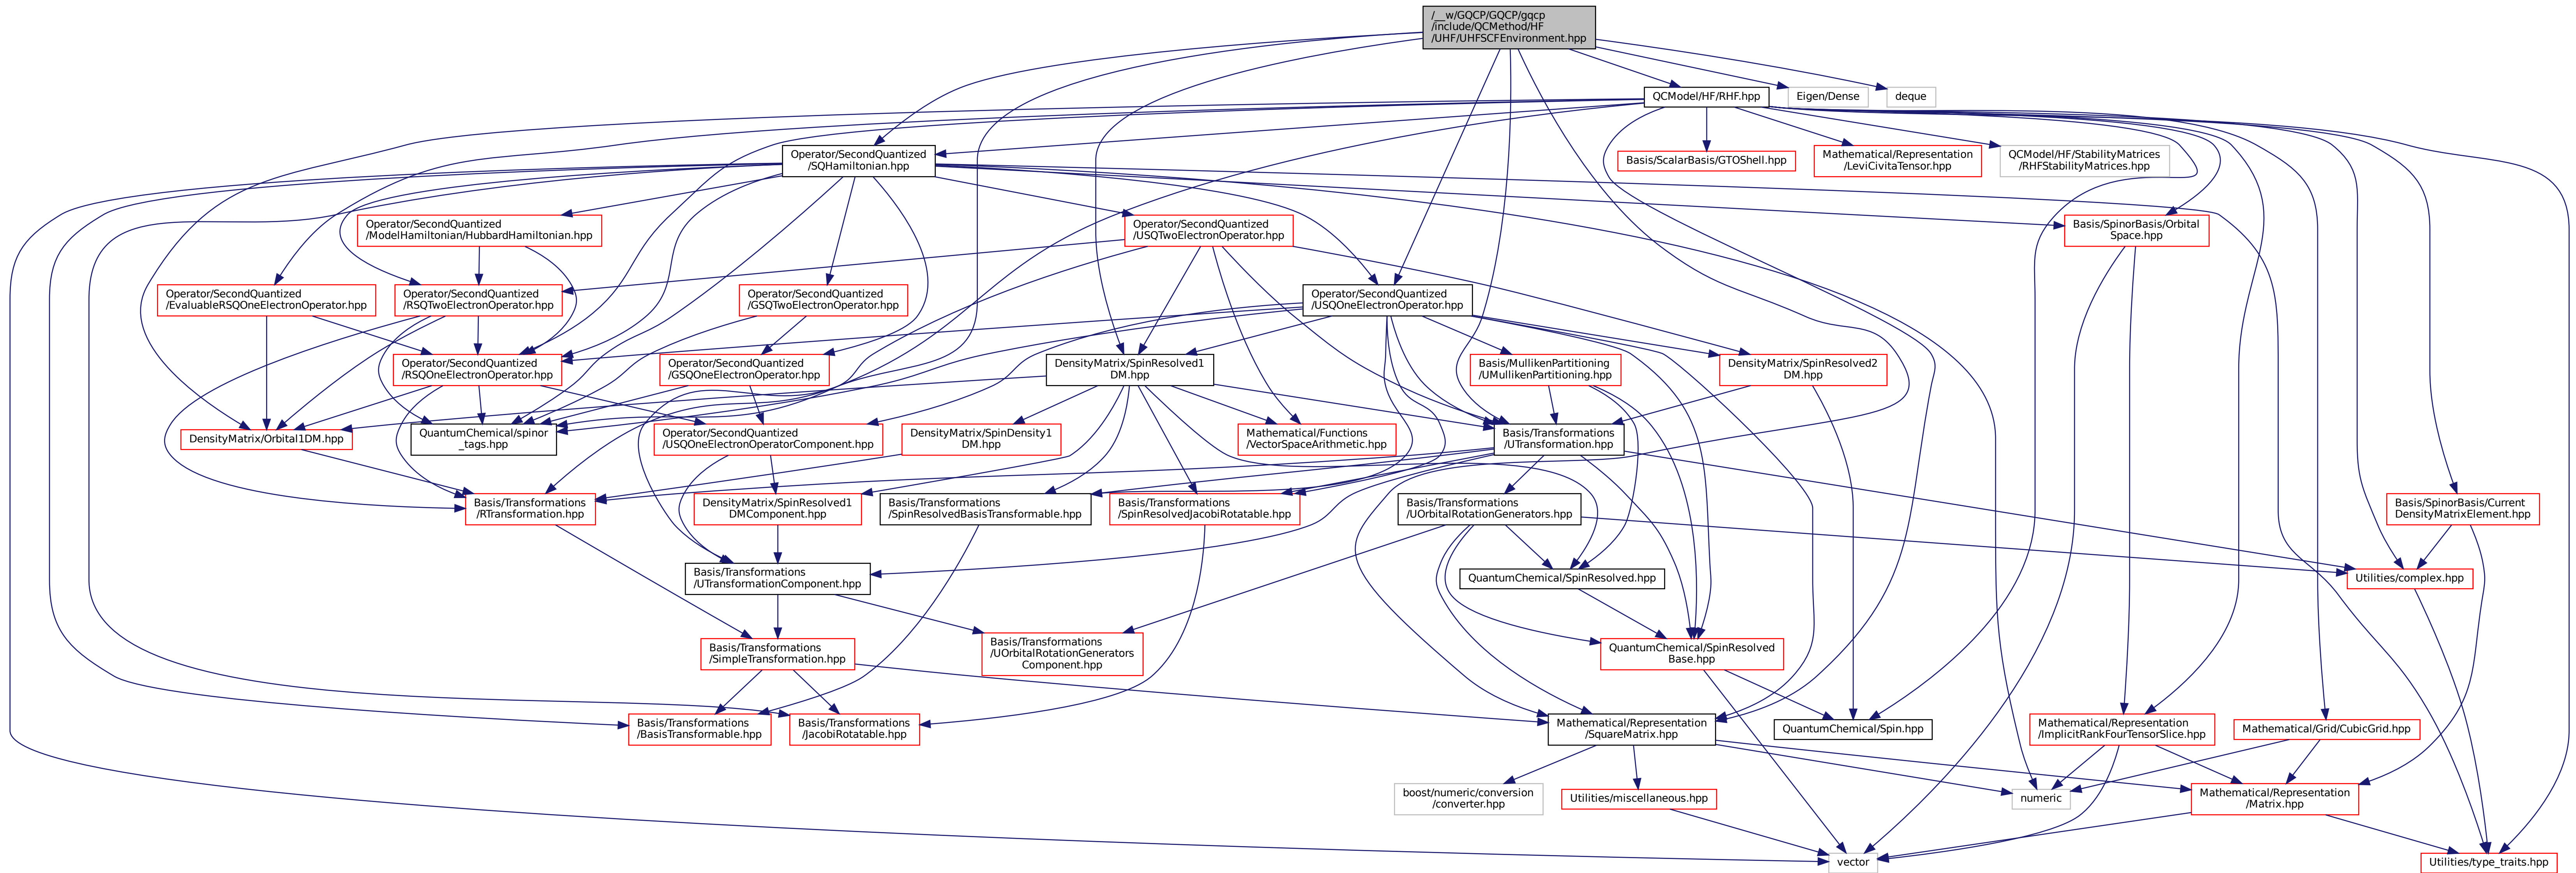 /__w/GQCP/GQCP/gqcp
/include/QCMethod/HF
/UHF/UHFSCFEnvironment.hpp
QCModel/HF/RHF.hpp
Eigen/Dense
deque
Operator/SecondQuantized
/SQHamiltonian.hpp
Basis/ScalarBasis/GTOShell.hpp
Mathematical/Representation
/LeviCivitaTensor.hpp
QCModel/HF/StabilityMatrices
/RHFStabilityMatrices.hpp
Operator/SecondQuantized
/ModelHamiltonian/HubbardHamiltonian.hpp
Operator/SecondQuantized
/USQTwoElectronOperator.hpp
Basis/SpinorBasis/Orbital
Space.hpp
Operator/SecondQuantized
/EvaluableRSQOneElectronOperator.hpp
Operator/SecondQuantized
/RSQTwoElectronOperator.hpp
Operator/SecondQuantized
/GSQTwoElectronOperator.hpp
Operator/SecondQuantized
/USQOneElectronOperator.hpp
Operator/SecondQuantized
/RSQOneElectronOperator.hpp
Operator/SecondQuantized
/GSQOneElectronOperator.hpp
DensityMatrix/SpinResolved1
DM.hpp
Basis/MullikenPartitioning
/UMullikenPartitioning.hpp
DensityMatrix/SpinResolved2
DM.hpp
DensityMatrix/Orbital1DM.hpp
QuantumChemical/spinor
_tags.hpp
Operator/SecondQuantized
/USQOneElectronOperatorComponent.hpp
DensityMatrix/SpinDensity1
DM.hpp
Mathematical/Functions
/VectorSpaceArithmetic.hpp
Basis/Transformations
/UTransformation.hpp
Basis/Transformations
/RTransformation.hpp
DensityMatrix/SpinResolved1
DMComponent.hpp
Basis/Transformations
/SpinResolvedBasisTransformable.hpp
Basis/Transformations
/SpinResolvedJacobiRotatable.hpp
Basis/Transformations
/UOrbitalRotationGenerators.hpp
Basis/SpinorBasis/Current
DensityMatrixElement.hpp
Basis/Transformations
/UTransformationComponent.hpp
QuantumChemical/SpinResolved.hpp
Utilities/complex.hpp
Basis/Transformations
/SimpleTransformation.hpp
Basis/Transformations
/UOrbitalRotationGenerators
Component.hpp
QuantumChemical/SpinResolved
Base.hpp
Basis/Transformations
/BasisTransformable.hpp
Basis/Transformations
/JacobiRotatable.hpp
Mathematical/Representation
/SquareMatrix.hpp
QuantumChemical/Spin.hpp
Mathematical/Representation
/ImplicitRankFourTensorSlice.hpp
Mathematical/Grid/CubicGrid.hpp
boost/numeric/conversion
/converter.hpp
Utilities/miscellaneous.hpp
numeric
Mathematical/Representation
/Matrix.hpp
vector
Utilities/type_traits.hpp